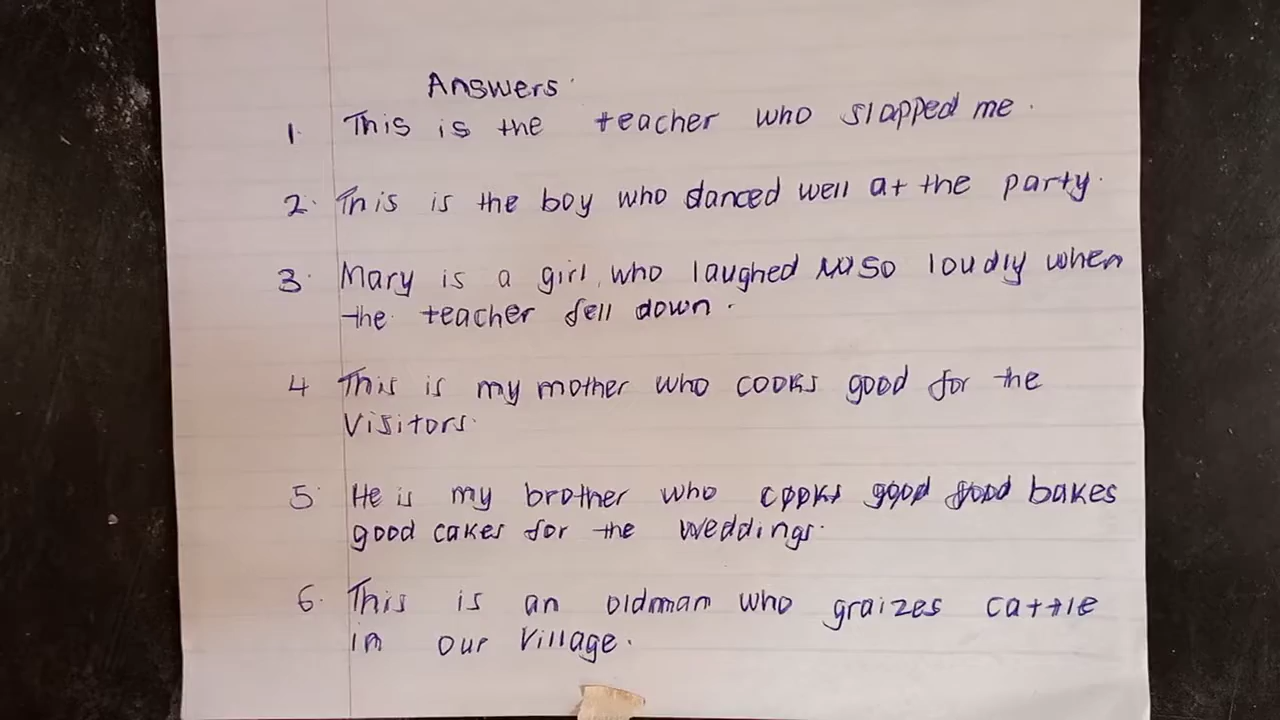 Answers.
1. This is the teacher who slapped me.
2. This is the boy who danced well at the party.
3. Mary is a girl who laughed so loudly when
the teacher fell down.
4 This is my mother who cooks good for the
visitors.
5. He is my brother who cooks good food bakes
good cakes for the weddings.
6. This is an oldman who graizes cattle
in our village.